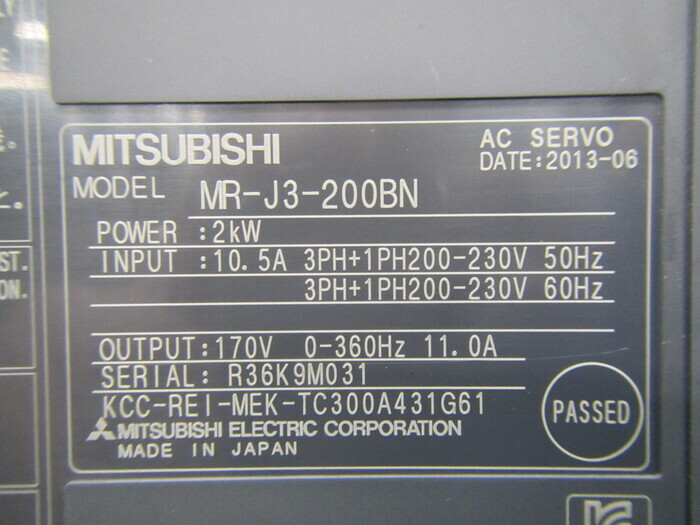 MITSUBISHI
AC SERVO
DATE:2013-06
MODEL MR-J3-200BN
POWER :2kW
INPUT :10.5A 3PH+1PH200-230V 50Hz
3PH+1PH200-230V 60Hz
OUTPUT:170V 0-360Hz 11.0A
SERIAL: R36K9M031
KCC-REI-MEK-TC300A431G61
MITSUBISHI ELECTRIC CORPORATION
MADE IN JAPAN
PASSED
ST.
ON.